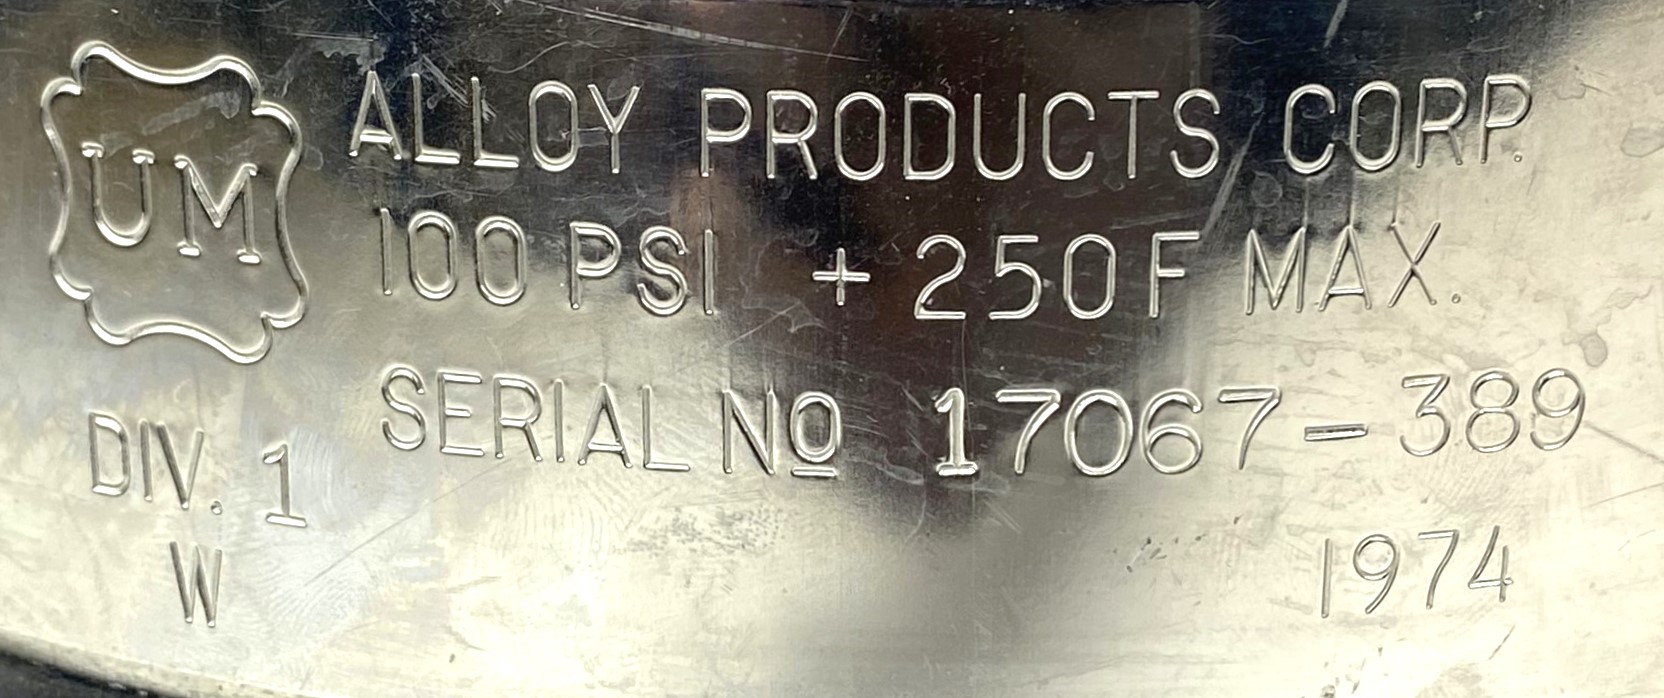 UM
ALLOY PRODUCTS CORP.
100 PSI + 250F MAX.
DIV. 1
SERIAL Nº 17067-389
W
1974